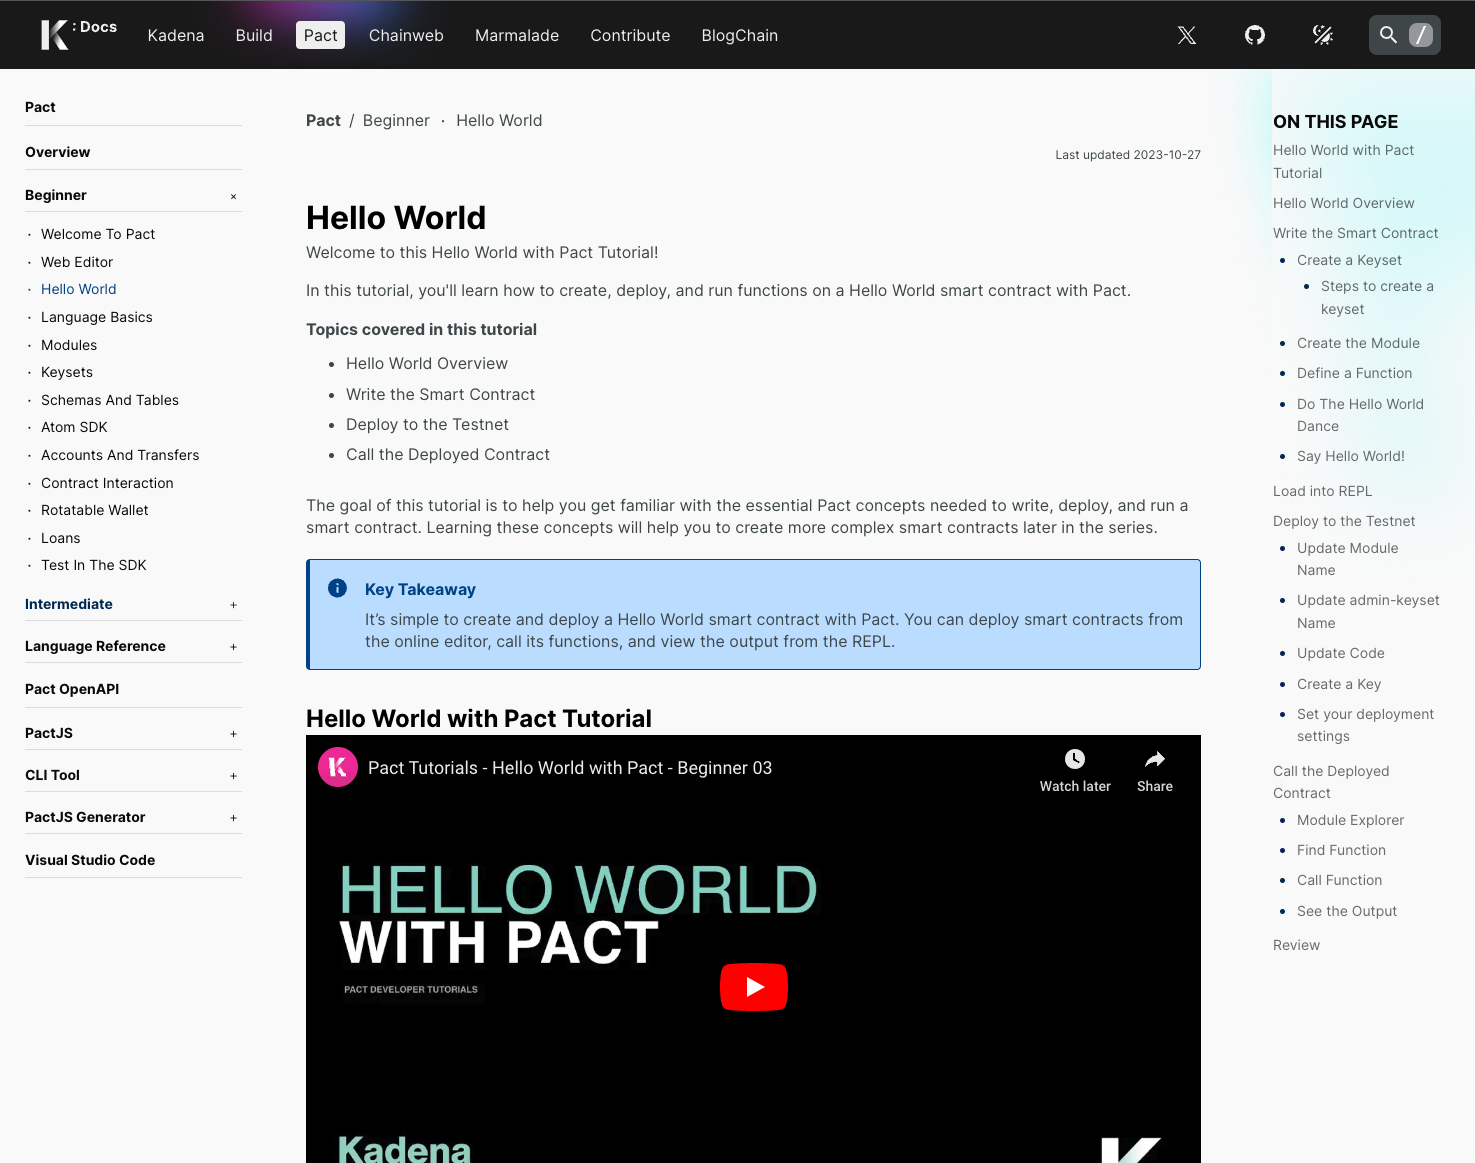 K : Docs
Kadena
Build
Pact
Chainweb
Marmalade
Contribute
BlogChain
/
Pact
Overview
Beginner ×
· Welcome To Pact
· Web Editor
· Hello World
· Language Basics
· Modules
· Keysets
· Schemas And Tables
· Atom SDK
· Accounts And Transfers
· Contract Interaction
· Rotatable Wallet
· Loans
· Test In The SDK
Intermediate +
Language Reference +
Pact OpenAPI
PactJS +
CLI Tool +
PactJS Generator +
Visual Studio Code
Pact / Beginner · Hello World
Last updated 2023-10-27
Hello World
Welcome to this Hello World with Pact Tutorial!
In this tutorial, you'll learn how to create, deploy, and run functions on a Hello World smart contract with Pact.
Topics covered in this tutorial
• Hello World Overview
• Write the Smart Contract
• Deploy to the Testnet
• Call the Deployed Contract
The goal of this tutorial is to help you get familiar with the essential Pact concepts needed to write, deploy, and run a
smart contract. Learning these concepts will help you to create more complex smart contracts later in the series.
Key Takeaway
It’s simple to create and deploy a Hello World smart contract with Pact. You can deploy smart contracts from
the online editor, call its functions, and view the output from the REPL.
Hello World with Pact Tutorial
Pact Tutorials - Hello World with Pact - Beginner 03
Watch later
Share
HELLO WORLD
WITH PACT
PACT DEVELOPER TUTORIALS
Kadena
ON THIS PAGE
Hello World with Pact
Tutorial
Hello World Overview
Write the Smart Contract
• Create a Keyset
• Steps to create a
keyset
• Create the Module
• Define a Function
• Do The Hello World
Dance
• Say Hello World!
Load into REPL
Deploy to the Testnet
• Update Module
Name
• Update admin-keyset
Name
• Update Code
• Create a Key
• Set your deployment
settings
Call the Deployed
Contract
• Module Explorer
• Find Function
• Call Function
• See the Output
Review